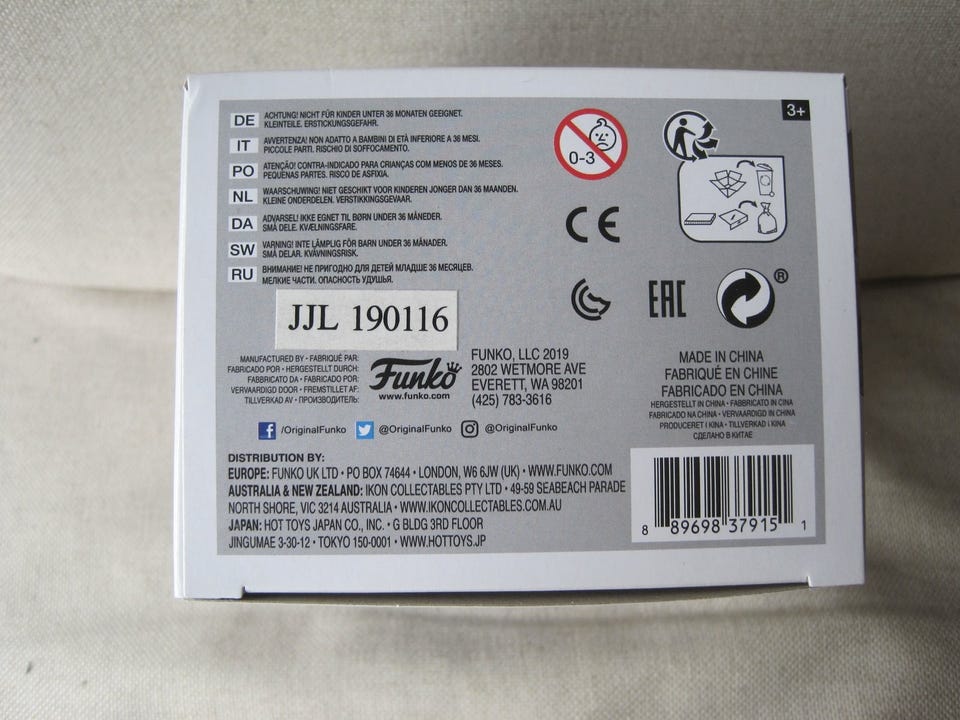 3+
DE ACHTUNG! NICHT FÜR KINDER UNTER 36 MONATEN GEEIGNET.
KLEINTEILE. ERSTICKUNGSGEFAHR.
IT AVVERTENZA! NON ADATTO A BAMBINI DI ETÀ INFERIORE A 36 MESI.
PICCOLE PARTI. RISCHIO DI SOFFOCAMENTO.
PO ATENÇÃO! CONTRA-INDICADO PARA CRIANÇAS COM MENOS DE 36 MESES.
PEQUENAS PARTES. RISCO DE ASFIXIA.
NL WAARSCHUWING! NIET GESCHIKT VOOR KINDEREN JONGER DAN 36 MAANDEN.
KLEINE ONDERDELEN. VERSTIKKINGSGEVAAR.
DA ADVARSEL! IKKE EGNET TIL BØRN UNDER 36 MÅNEDER.
SMÅ DELE. KVÆLNINGSFARE.
SW VARNING! INTE LÄMPLIG FÖR BARN UNDER 36 MÅNADER.
SMÅ DELAR. KVÄVNINGSRISK.
RU ВНИМАНИЕ! НЕ ПРИГОДНО ДЛЯ ДЕТЕЙ МЛАДШЕ 36 МЕСЯЦЕВ.
МЕЛКИЕ ЧАСТИ. ОПАСНОСТЬ УДУШЬЯ.
0-3
CE
EAC
®
JJL 190116
MANUFACTURED BY • FABRIQUÉ PAR:
FABRICADO POR • HERGESTELLT DURCH:
FABBRICATO DA • FABRICADO POR:
VERVAARDIGD DOOR • FREMSTILLET AF:
TILLVERKAD AV • ПРОИЗВОДИТЕЛЬ:
Funko
www.funko.com
FUNKO, LLC 2019
2802 WETMORE AVE
EVERETT, WA 98201
(425) 783-3616
MADE IN CHINA
FABRIQUÉ EN CHINE
FABRICADO EN CHINA
HERGESTELLT IN CHINA • FABBRICATO IN CINA
FABRICADO NA CHINA • VERVAARDIGD IN CHINA
PRODUCERET I KINA • TILLVERKAD I KINA
СДЕЛАНО В КИТАЕ
/OriginalFunko @OriginalFunko @OriginalFunko
DISTRIBUTION BY:
EUROPE: FUNKO UK LTD • PO BOX 74644 • LONDON, W6 6JW (UK) • WWW.FUNKO.COM
AUSTRALIA & NEW ZEALAND: IKON COLLECTABLES PTY LTD • 49-59 SEABEACH PARADE
NORTH SHORE, VIC 3214 AUSTRALIA • WWW.IKONCOLLECTABLES.COM.AU
JAPAN: HOT TOYS JAPAN CO., INC. • G BLDG 3RD FLOOR
JINGUMAE 3-30-12 • TOKYO 150-0001 • WWW.HOTTOYS.JP
8 89698 37915 1